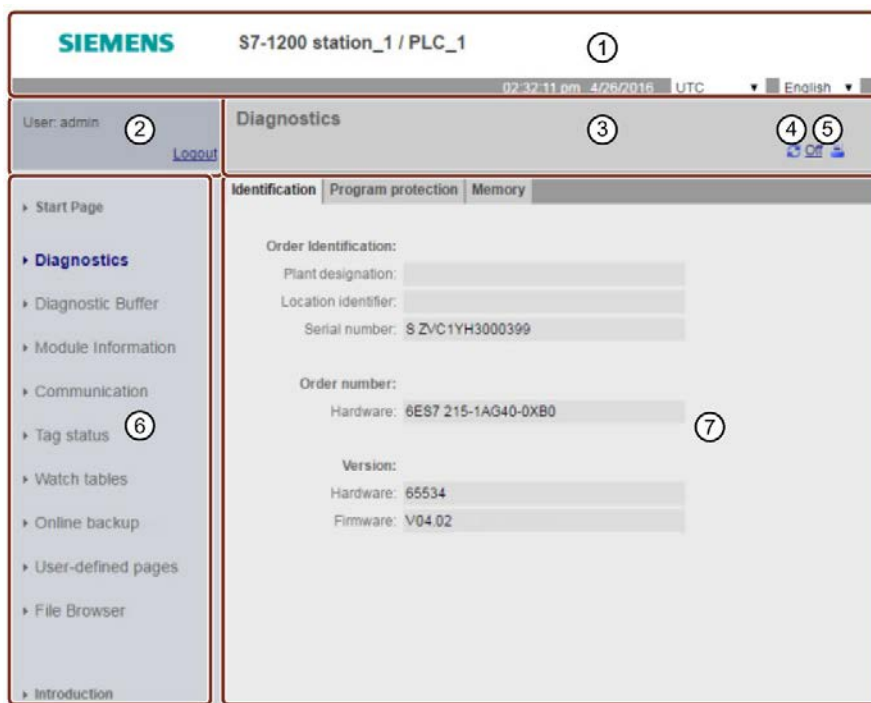 SIEMENS S7-1200 station_1 / PLC_1 1
02:32:11 pm 4/26/2016 UTC English
User: admin 2
Logout
Diagnostics 3 4 5
Off
Start Page
Diagnostics
Diagnostic Buffer
Module Information
Communication
Tag status 6
Watch tables
Online backup
User-defined pages
File Browser
Introduction
Identification Program protection Memory
Order Identification:
Plant designation:
Location identifier:
Serial number: S ZVC1YH3000399
Order number:
Hardware: 6ES7 215-1AG40-0XB0 7
Version:
Hardware: 65534
Firmware: V04.02